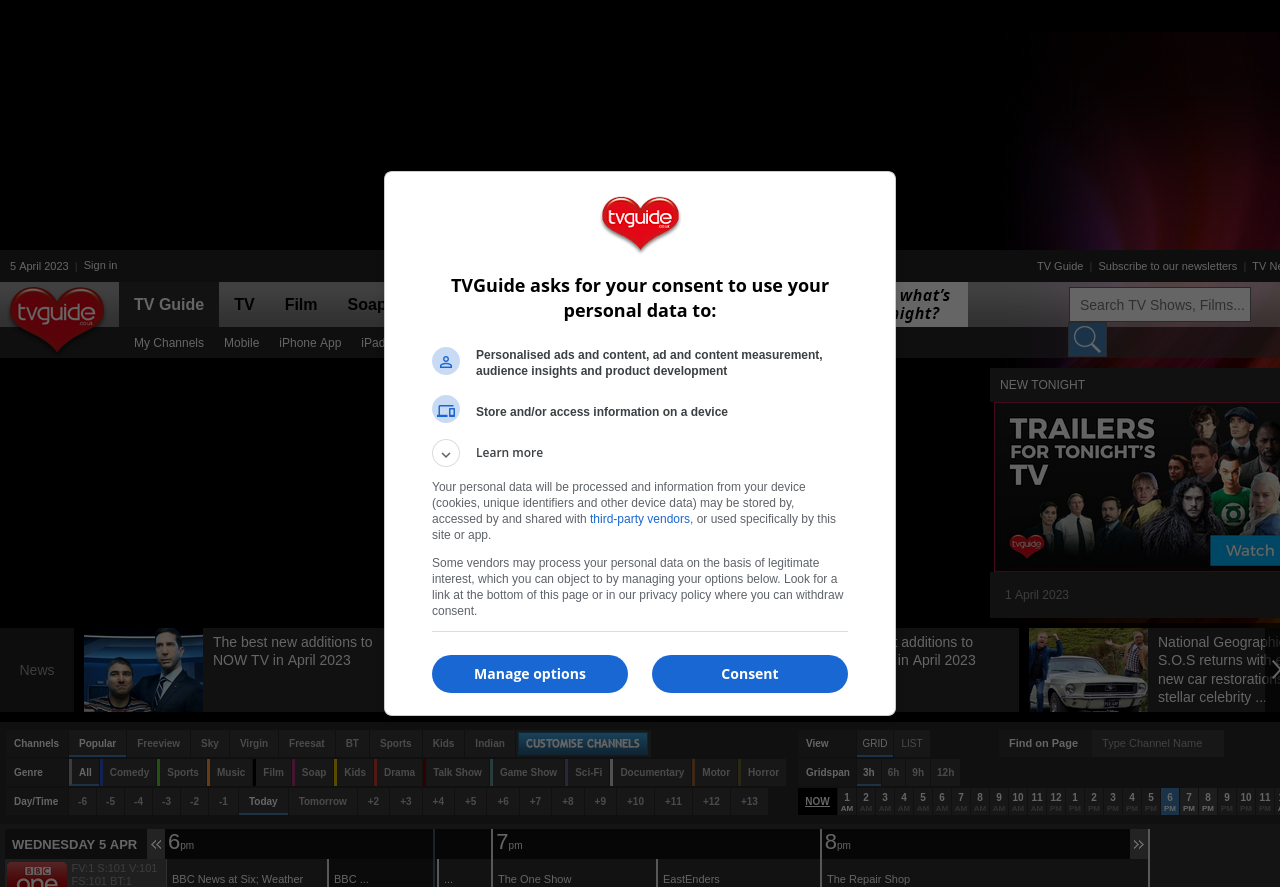 5 April 2023 | Sign in
TV Guide | Subscribe to our newsletters | TV Ne
tvguide
.co.uk
TV Guide
TV
Film
Soap
what's
night?
Search TV Shows, Films...
My Channels
Mobile
iPhone App
iPad
tvguide
.co.uk
TVGuide asks for your consent to use your
personal data to:
Personalised ads and content, ad and content measurement,
audience insights and product development
Store and/or access information on a device
Learn more
Your personal data will be processed and information from your device
(cookies, unique identifiers and other device data) may be stored by,
accessed by and shared with third-party vendors, or used specifically by this
site or app.
Some vendors may process your personal data on the basis of legitimate
interest, which you can object to by managing your options below. Look for a
link at the bottom of this page or in our privacy policy where you can withdraw
consent.
Manage options
Consent
NEW TONIGHT
TRAILERS
FOR TONIGHT'S
TV
tvguide
Watch
1 April 2023
News
The best new additions to
NOW TV in April 2023
additions to
in April 2023
National Geographi
S.O.S returns with
new car restoration
stellar celebrity ...
Channels Popular Freeview Sky Virgin Freesat BT Sports Kids Indian CUSTOMISE CHANNELS
View GRID LIST
Find on Page Type Channel Name
Genre All Comedy Sports Music Film Soap Kids Drama Talk Show Game Show Sci-Fi Documentary Motor Horror
Gridspan 3h 6h 9h 12h
Day/Time -6 -5 -4 -3 -2 -1 Today Tomorrow +2 +3 +4 +5 +6 +7 +8 +9 +10 +11 +12 +13
NOW 1 2 3 4 5 6 7 8 9 10 11 12 1 2 3 4 5 6 7 8 9 10 11
AM AM AM AM AM AM AM AM AM AM AM PM PM PM PM PM PM PM PM PM PM PM PM
WEDNESDAY 5 APR
6pm
7pm
8pm
BBC
one
FV:1 S:101 V:101
FS:101 BT:1
BBC News at Six; Weather
BBC ...
...
The One Show
EastEnders
The Repair Shop